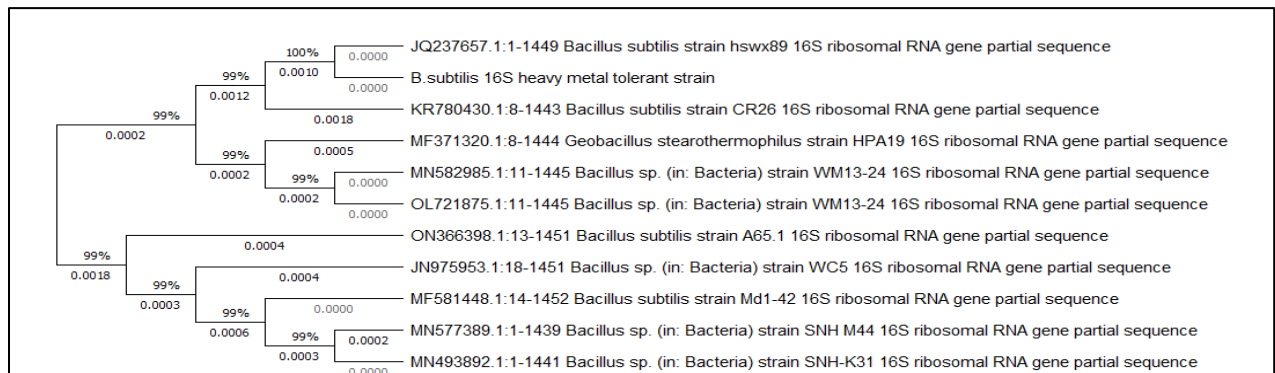 100%
0.0000
JQ237657.1:1-1449 Bacillus subtilis strain hswx89 16S ribosomal RNA gene partial sequence
99%
0.0010
0.0000
B.subtilis 16S heavy metal tolerant strain
99%
0.0012
0.0018
KR780430.1:8-1443 Bacillus subtilis strain CR26 16S ribosomal RNA gene partial sequence
0.0002
99%
0.0005
MF371320.1:8-1444 Geobacillus stearothermophilus strain HPA19 16S ribosomal RNA gene partial sequence
0.0002
99%
0.0000
MN582985.1:11-1445 Bacillus sp. (in: Bacteria) strain WM13-24 16S ribosomal RNA gene partial sequence
0.0002
0.0000
OL721875.1:11-1445 Bacillus sp. (in: Bacteria) strain WM13-24 16S ribosomal RNA gene partial sequence
99%
0.0018
0.0004
ON366398.1:13-1451 Bacillus subtilis strain A65.1 16S ribosomal RNA gene partial sequence
99%
0.0003
0.0004
JN975953.1:18-1451 Bacillus sp. (in: Bacteria) strain WC5 16S ribosomal RNA gene partial sequence
99%
0.0006
0.0000
MF581448.1:14-1452 Bacillus subtilis strain Md1-42 16S ribosomal RNA gene partial sequence
99%
0.0003
0.0002
MN577389.1:1-1439 Bacillus sp. (in: Bacteria) strain SNH M44 16S ribosomal RNA gene partial sequence
0.0000
MN493892.1:1-1441 Bacillus sp. (in: Bacteria) strain SNH-K31 16S ribosomal RNA gene partial sequence